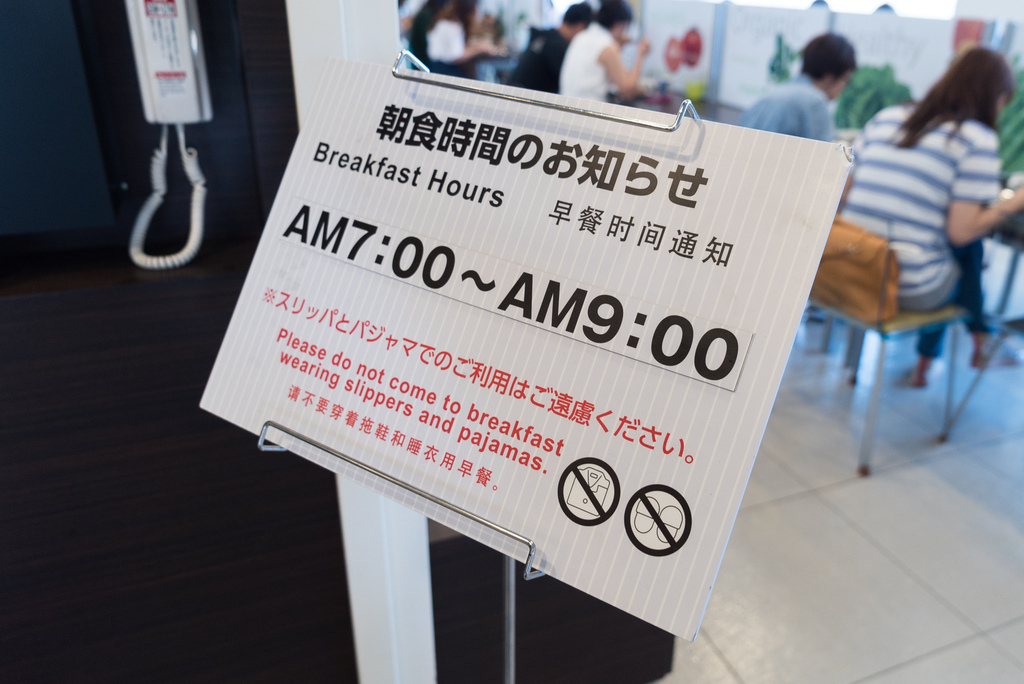 朝食時間のお知らせ
Breakfast Hours
早餐时间通知
AM7:00～AM9:00
※スリッパとパジャマでのご利用はご遠慮ください。
Please do not come to breakfast
wearing slippers and pajamas.
请不要穿着拖鞋和睡衣用早餐。